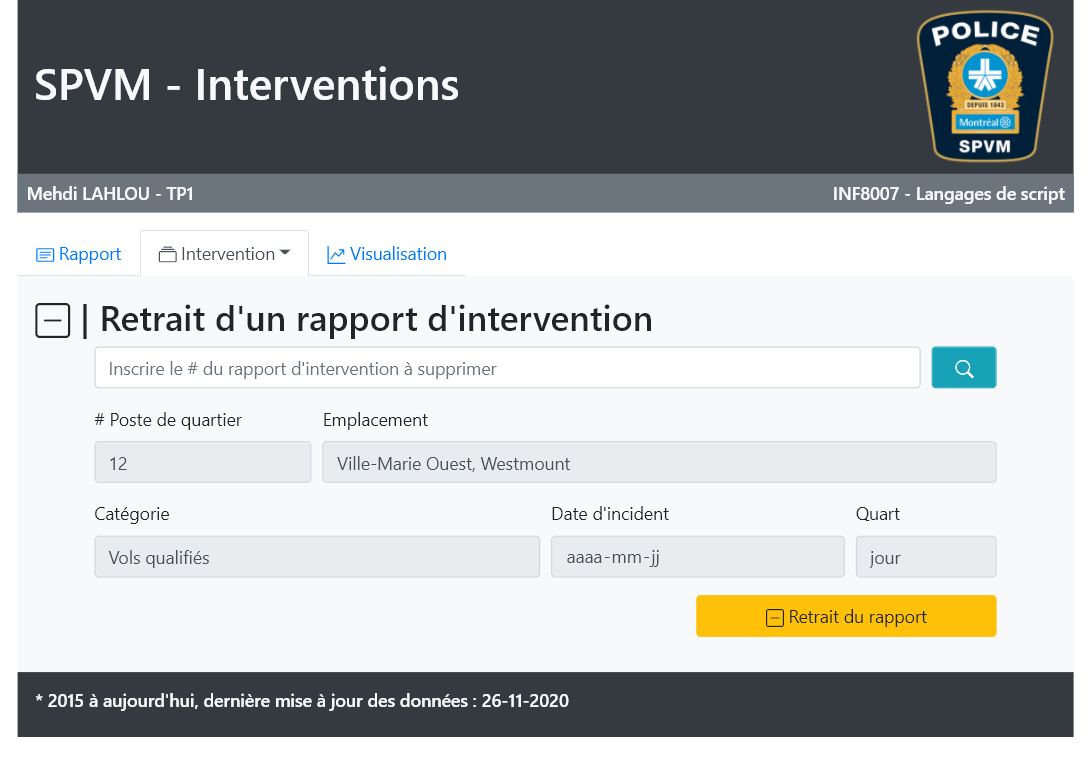 SPVM - Interventions
POLICE
DEPUIS 1843
Montréal
SPVM
Mehdi LAHLOU - TP1
INF8007 - Langages de script
Rapport
Intervention
Visualisation
| Retrait d'un rapport d'intervention
Inscrire le # du rapport d'intervention à supprimer
# Poste de quartier
Emplacement
12
Ville-Marie Ouest, Westmount
Catégorie
Date d'incident
Quart
Vols qualifiés
aaaa-mm-jj
jour
Retrait du rapport
* 2015 à aujourd'hui, dernière mise à jour des données : 26-11-2020